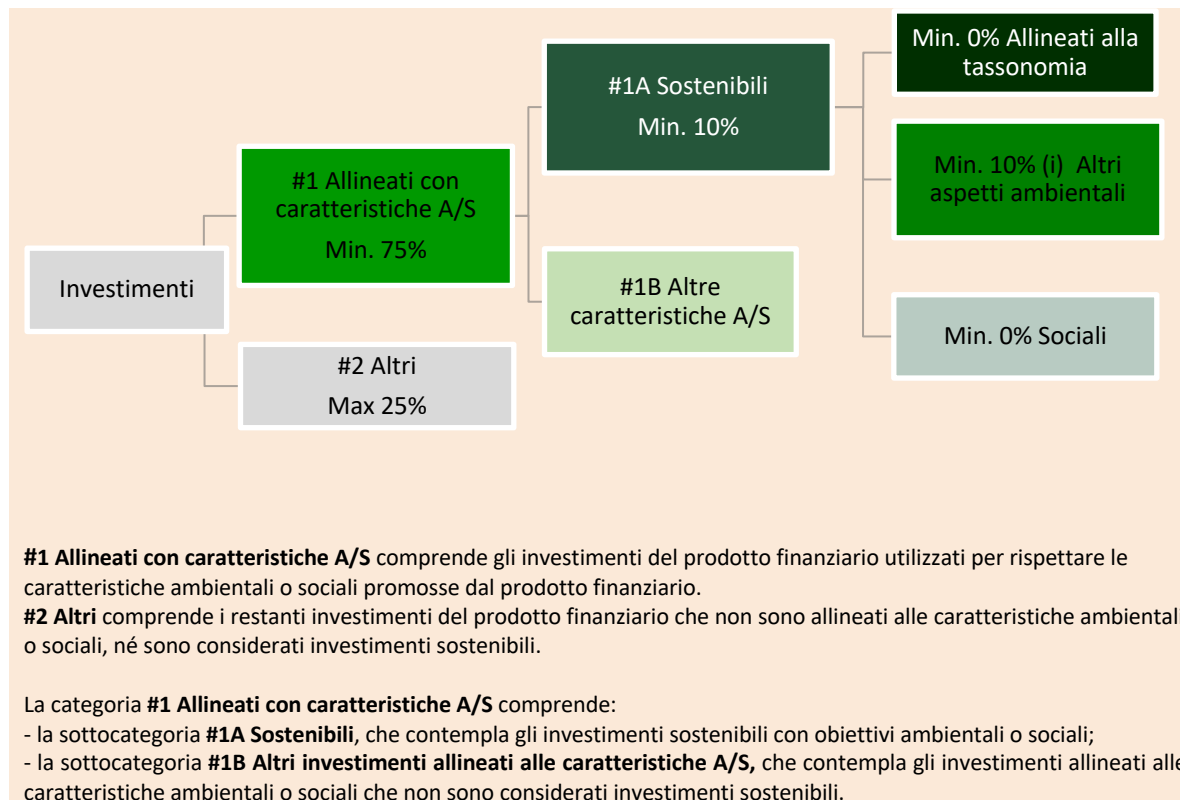 Investimenti
#1 Allineati con
caratteristiche A/S
Min. 75%
#2 Altri
Max 25%
#1A Sostenibili
Min. 10%
#1B Altre
caratteristiche A/S
Min. 0% Allineati alla
tassonomia
Min. 10% (i) Altri
aspetti ambientali
Min. 0% Sociali
#1 Allineati con caratteristiche A/S comprende gli investimenti del prodotto finanziario utilizzati per rispettare le
caratteristiche ambientali o sociali promosse dal prodotto finanziario.
#2 Altri comprende i restanti investimenti del prodotto finanziario che non sono allineati alle caratteristiche ambientali
o sociali, né sono considerati investimenti sostenibili.
La categoria #1 Allineati con caratteristiche A/S comprende:
- la sottocategoria #1A Sostenibili, che contempla gli investimenti sostenibili con obiettivi ambientali o sociali;
- la sottocategoria #1B Altri investimenti allineati alle caratteristiche A/S, che contempla gli investimenti allineati alle
caratteristiche ambientali o sociali che non sono considerati investimenti sostenibili.